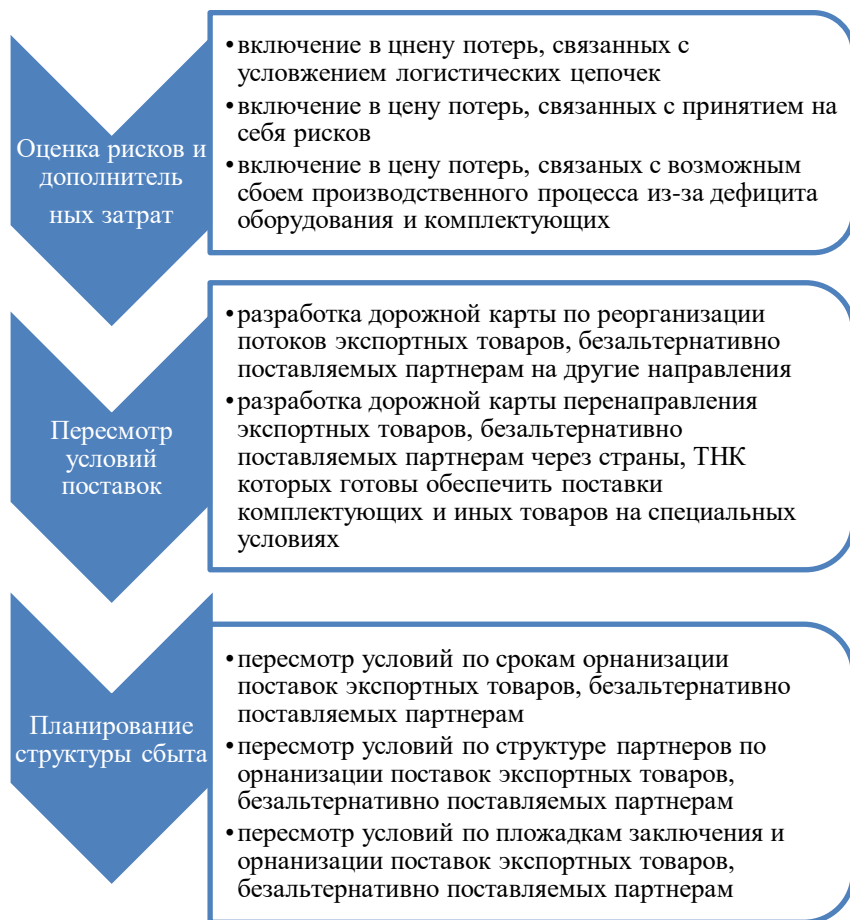 Оценка рисков и
дополнитель
ных затрат
•включение в цнену потерь, связанных с
условжением логистических цепочек
•включение в цену потерь, связанных с принятием на
себя рисков
•включение в цену потерь, связаных с возможным
сбоем производственного процесса из-за дефицита
оборудования и комплектующих
Пересмотр
условий
поставок
•разработка дорожной карты по реорганизации
потоков экспортных товаров, безальтернативно
поставляемых партнерам на другие направления
•разработка дорожной карты перенаправления
экспортных товаров, безальтернативно
поставляемых партнерам через страны, ТНК
которых готовы обеспечить поставки
комплектующих и иных товаров на специальных
условиях
Планирование
структуры сбыта
•пересмотр условий по срокам орнанизации
поставок экспортных товаров, безальтернативно
поставляемых партнерам
•пересмотр условий по структуре партнеров по
орнанизации поставок экспортных товаров,
безальтернативно поставляемых партнерам
•пересмотр условий по пложадкам заключения и
орнанизации поставок экспортных товаров,
безальтернативно поставляемых партнерам